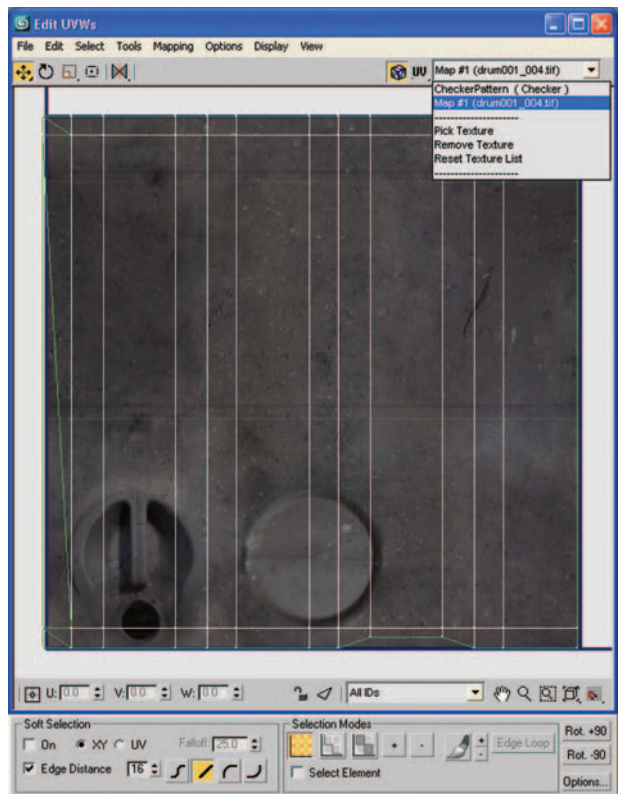 Edit UVWs
File Edit Select Tools Mapping Options Display View
UV Map #1 (drum001_004.tif)
CheckerPattern ( Checker )
Map #1 (drum001_004.tif)
---------------------
Pick Texture
Remove Texture
Reset Texture List
---------------------
U: 0.0 V: 0.0 W: 0.0 All IDs
Soft Selection
On XY UV Falloff: 25.0
Edge Distance 16
Selection Modes
+ - + - Edge Loop
Select Element
Rot. +90
Rot. -90
Options...